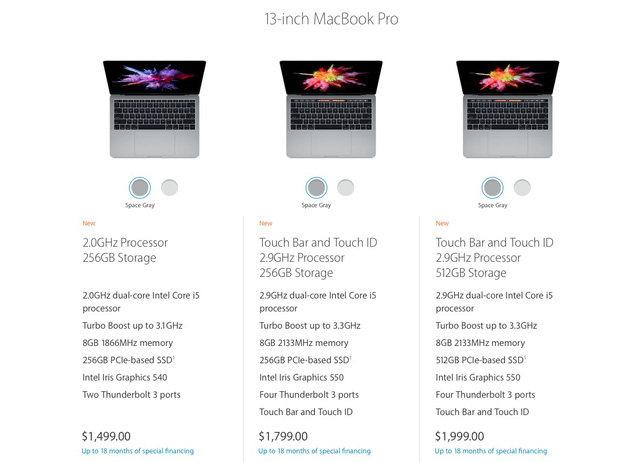 13-inch MacBook Pro
Space Gray
New
2.0GHz Processor
256GB Storage
2.0GHz dual-core Intel Core i5
processor
Turbo Boost up to 3.1GHz
8GB 1866MHz memory
256GB PCIe-based SSD¹
Intel Iris Graphics 540
Two Thunderbolt 3 ports
$1,499.00
Up to 18 months of special financing
Space Gray
New
Touch Bar and Touch ID
2.9GHz Processor
256GB Storage
2.9GHz dual-core Intel Core i5
processor
Turbo Boost up to 3.3GHz
8GB 2133MHz memory
256GB PCIe-based SSD¹
Intel Iris Graphics 550
Four Thunderbolt 3 ports
Touch Bar and Touch ID
$1,799.00
Up to 18 months of special financing
Space Gray
New
Touch Bar and Touch ID
2.9GHz Processor
512GB Storage
2.9GHz dual-core Intel Core i5
processor
Turbo Boost up to 3.3GHz
8GB 2133MHz memory
512GB PCIe-based SSD¹
Intel Iris Graphics 550
Four Thunderbolt 3 ports
Touch Bar and Touch ID
$1,999.00
Up to 18 months of special financing